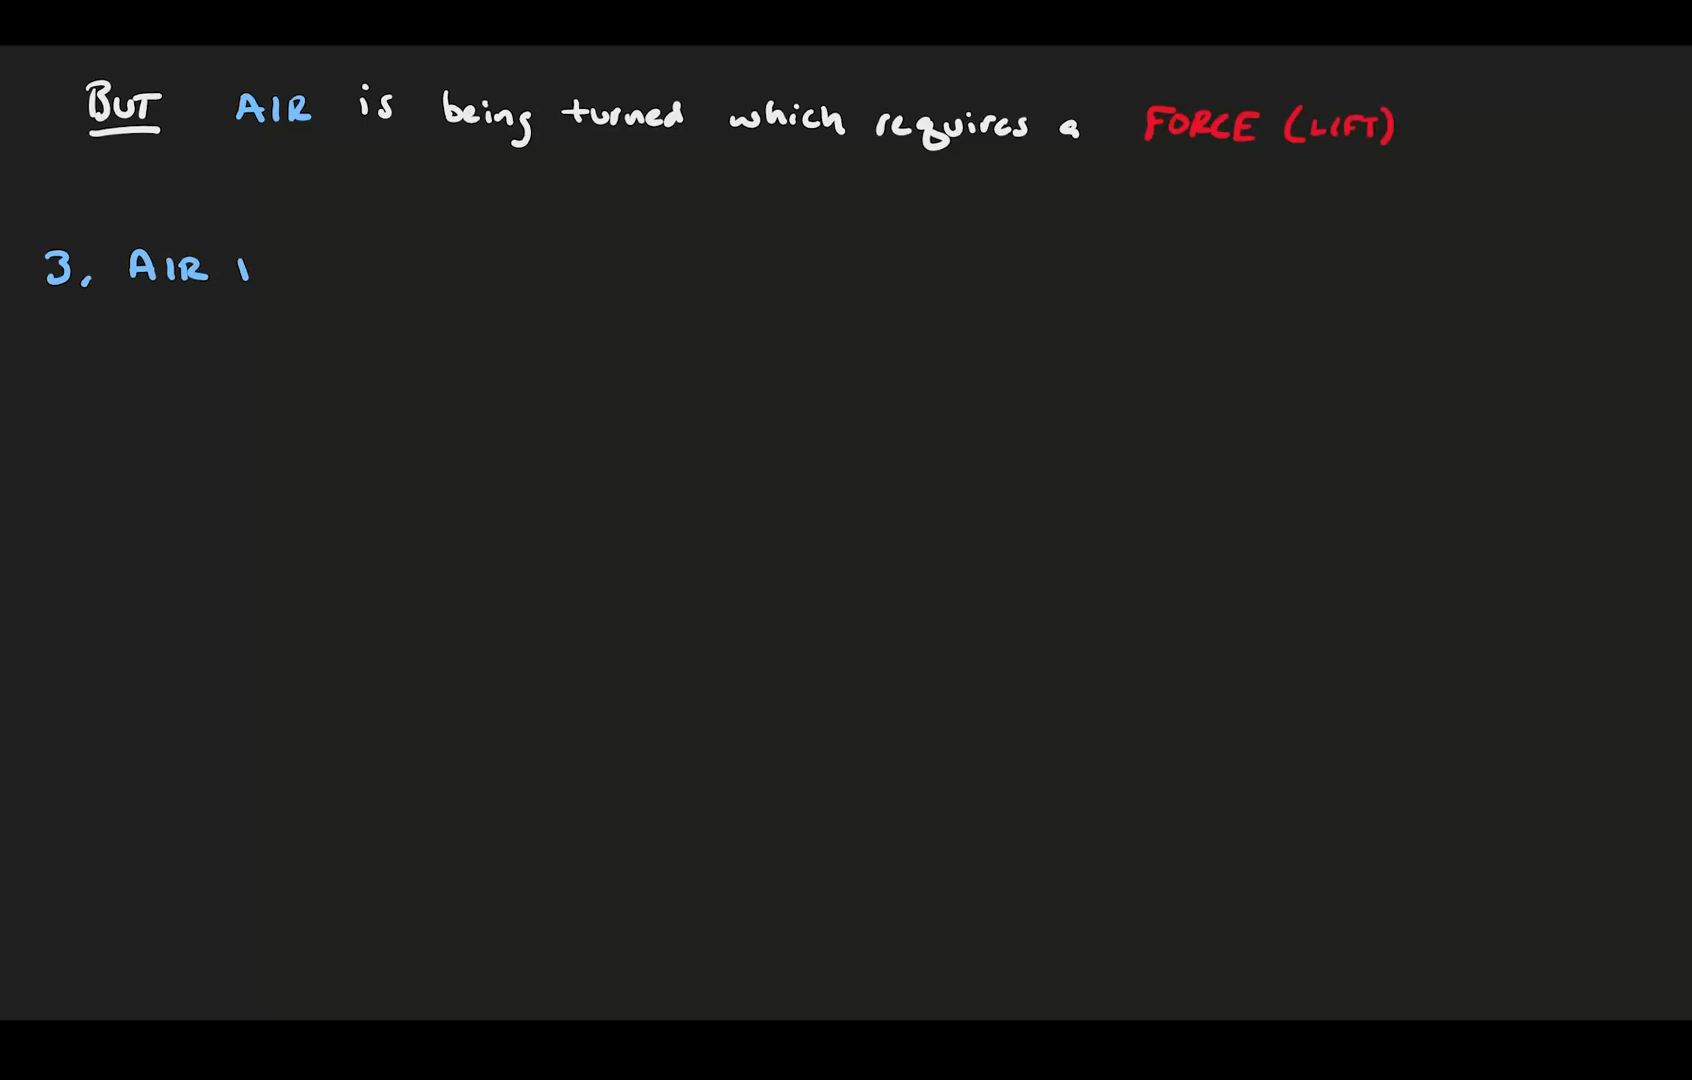 BUT AIR is being turned which requires a FORCE (LIFT)
3. AIR I